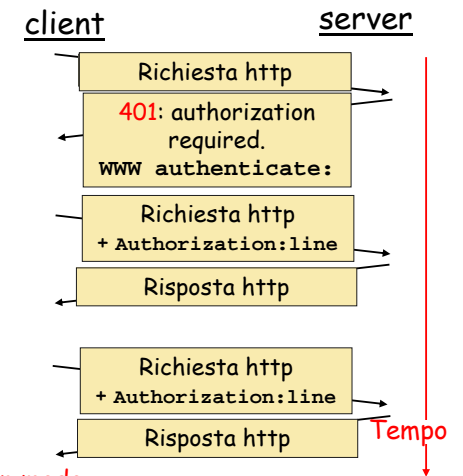 client
server
Richiesta http
401: authorization
required.
WWW authenticate:
Richiesta http
+ Authorization:line
Risposta http
Richiesta http
+ Authorization:line
Risposta http
Tempo